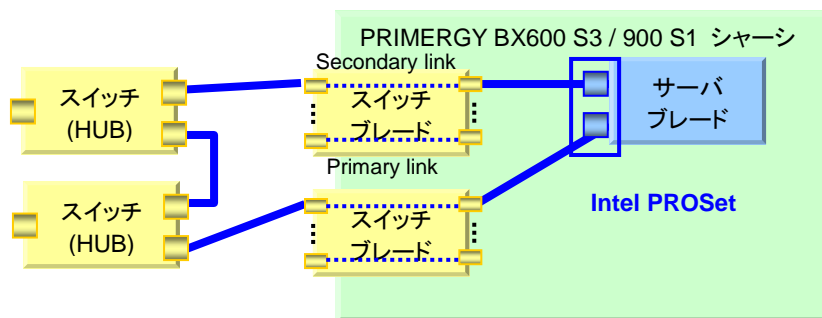 PRIMERGY BX600 S3 / 900 S1 シャーシ
Secondary link
スイッチ
(HUB)
スイッチ
ブレード
サーバ
ブレード
Primary link
スイッチ
(HUB)
スイッチ
ブレード
Intel PROSet